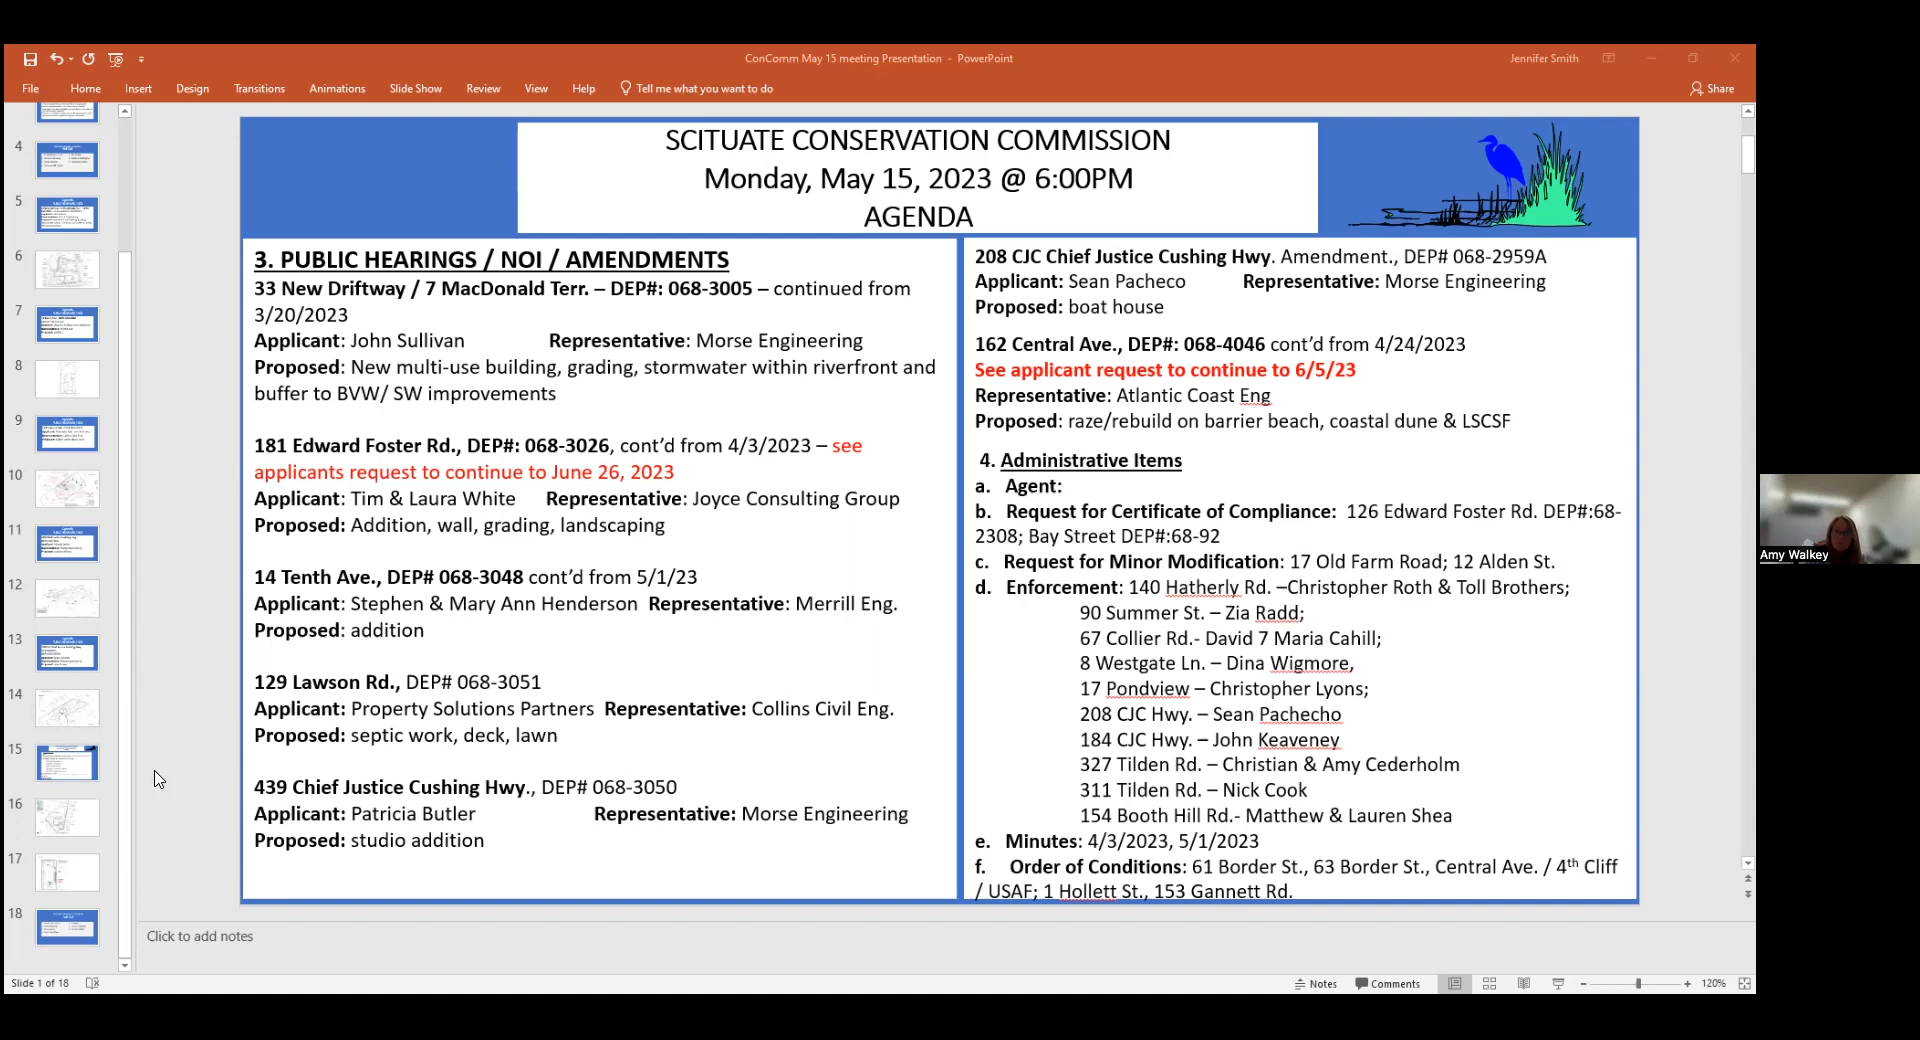 ConComm May 15 meeting Presentation - PowerPoint
Jennifer Smith
File Home Insert Design Transitions Animations Slide Show Review View Help Tell me what you want to do
Share
SCITUATE CONSERVATION COMMISSION
Monday, May 15, 2023 @ 6:00PM
AGENDA
3. PUBLIC HEARINGS / NOI / AMENDMENTS
33 New Driftway / 7 MacDonald Terr. – DEP#: 068-3005 – continued from
3/20/2023
Applicant: John Sullivan Representative: Morse Engineering
Proposed: New multi-use building, grading, stormwater within riverfront and
buffer to BVW/ SW improvements
181 Edward Foster Rd., DEP#: 068-3026, cont’d from 4/3/2023 – see
applicants request to continue to June 26, 2023
Applicant: Tim & Laura White Representative: Joyce Consulting Group
Proposed: Addition, wall, grading, landscaping
14 Tenth Ave., DEP# 068-3048 cont’d from 5/1/23
Applicant: Stephen & Mary Ann Henderson Representative: Merrill Eng.
Proposed: addition
129 Lawson Rd., DEP# 068-3051
Applicant: Property Solutions Partners Representative: Collins Civil Eng.
Proposed: septic work, deck, lawn
439 Chief Justice Cushing Hwy., DEP# 068-3050
Applicant: Patricia Butler Representative: Morse Engineering
Proposed: studio addition
208 CJC Chief Justice Cushing Hwy. Amendment., DEP# 068-2959A
Applicant: Sean Pacheco Representative: Morse Engineering
Proposed: boat house
162 Central Ave., DEP#: 068-4046 cont’d from 4/24/2023
See applicant request to continue to 6/5/23
Representative: Atlantic Coast Eng
Proposed: raze/rebuild on barrier beach, coastal dune & LSCSF
4. Administrative Items
a. Agent:
b. Request for Certificate of Compliance: 126 Edward Foster Rd. DEP#:68-
2308; Bay Street DEP#:68-92
c. Request for Minor Modification: 17 Old Farm Road; 12 Alden St.
d. Enforcement: 140 Hatherly Rd. –Christopher Roth & Toll Brothers;
90 Summer St. – Zia Radd;
67 Collier Rd.- David 7 Maria Cahill;
8 Westgate Ln. – Dina Wigmore,
17 Pondview – Christopher Lyons;
208 CJC Hwy. – Sean Pachecho
184 CJC Hwy. – John Keaveney
327 Tilden Rd. – Christian & Amy Cederholm
311 Tilden Rd. – Nick Cook
154 Booth Hill Rd.- Matthew & Lauren Shea
e. Minutes: 4/3/2023, 5/1/2023
f. Order of Conditions: 61 Border St., 63 Border St., Central Ave. / 4th Cliff
/ USAF; 1 Hollett St., 153 Gannett Rd.
4
5
6
7
8
9
10
11
12
13
14
15
16
17
18
Amy Walkey
Click to add notes
Slide 1 of 18
Notes Comments 120%